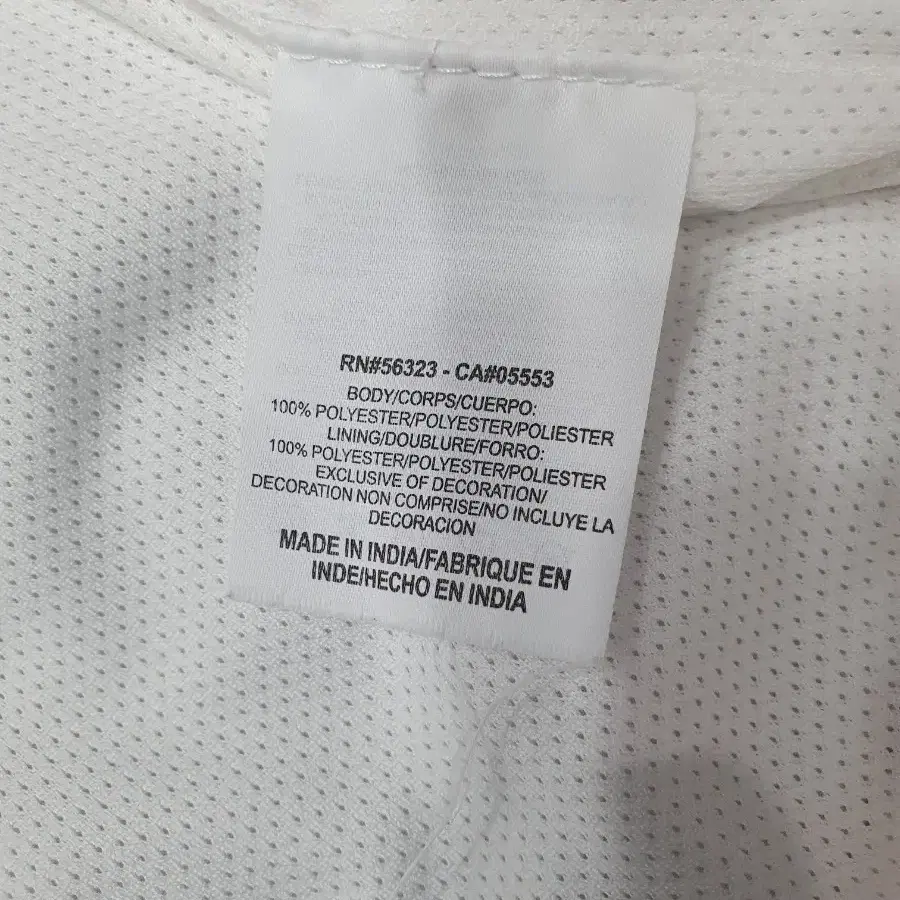 RN#56323 - CA#05553
BODY/CORPS/CUERPO:
100% POLYESTER/POLYESTER/POLIESTER
LINING/DOUBLURE/FORRO:
100% POLYESTER/POLYESTER/POLIESTER
EXCLUSIVE OF DECORATION/
DECORATION NON COMPRISE/NO INCLUYE LA
DECORACION
MADE IN INDIA/FABRIQUE EN
INDE/HECHO EN INDIA